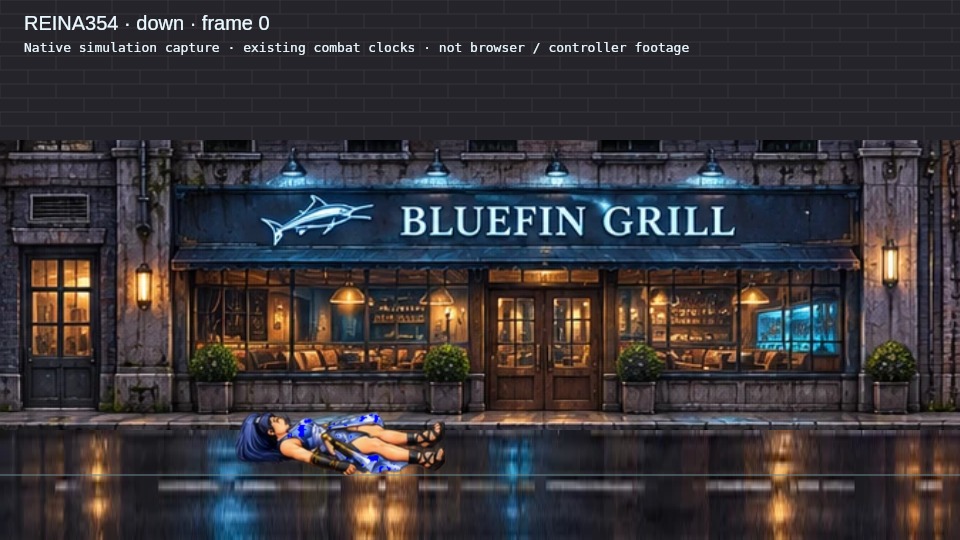 REINA354 · down · frame 0
Native simulation capture · existing combat clocks · not browser / controller footage
BLUEFIN GRILL